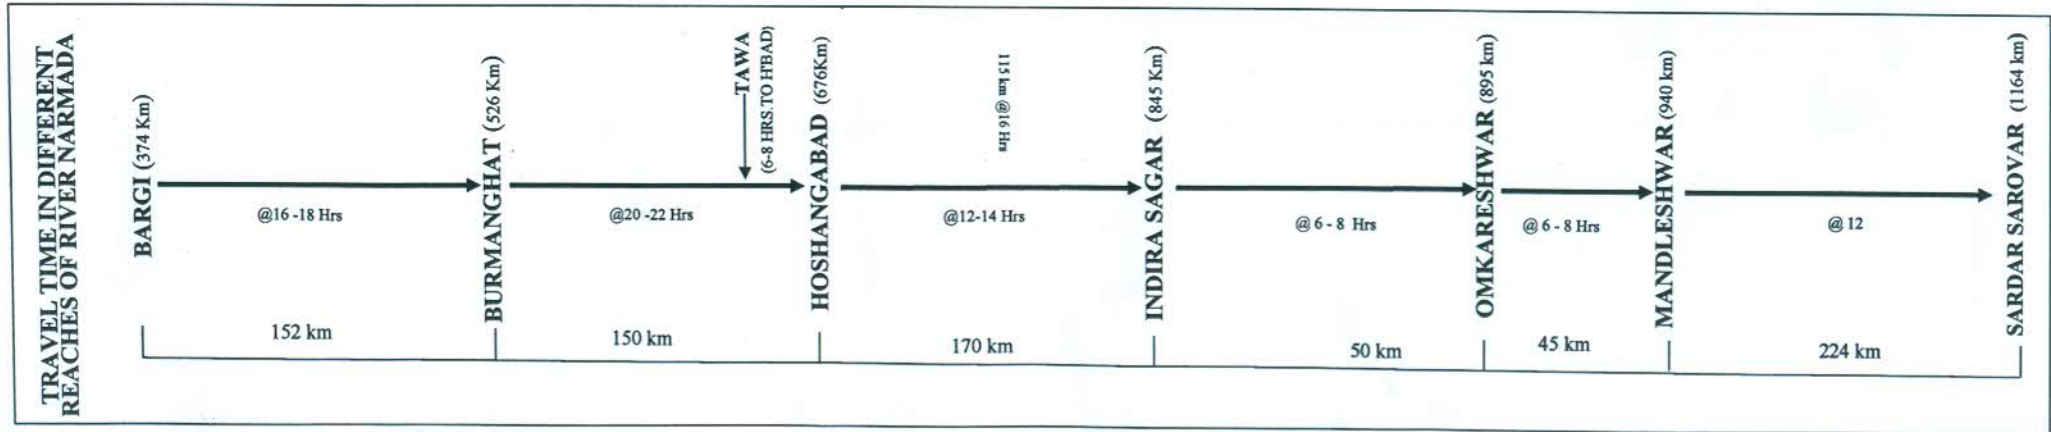 TRAVEL TIME IN DIFFERENT
REACHES OF RIVER NARMADA
BARGI (374 Km)
@16 -18 Hrs
152 km
BURMANGHAT (526 Km)
@20 -22 Hrs
150 km
TAWA
(6-8 HRS.TO H'BAD)
HOSHANGABAD (676Km)
@12-14 Hrs
115 km @16 Hrs
170 km
INDIRA SAGAR (845 Km)
@ 6 - 8 Hrs
50 km
OMKARESHWAR (895 km)
@ 6 - 8 Hrs
45 km
MANDLESHWAR (940 km)
@ 12
224 km
SARDAR SAROVAR (1164 km)